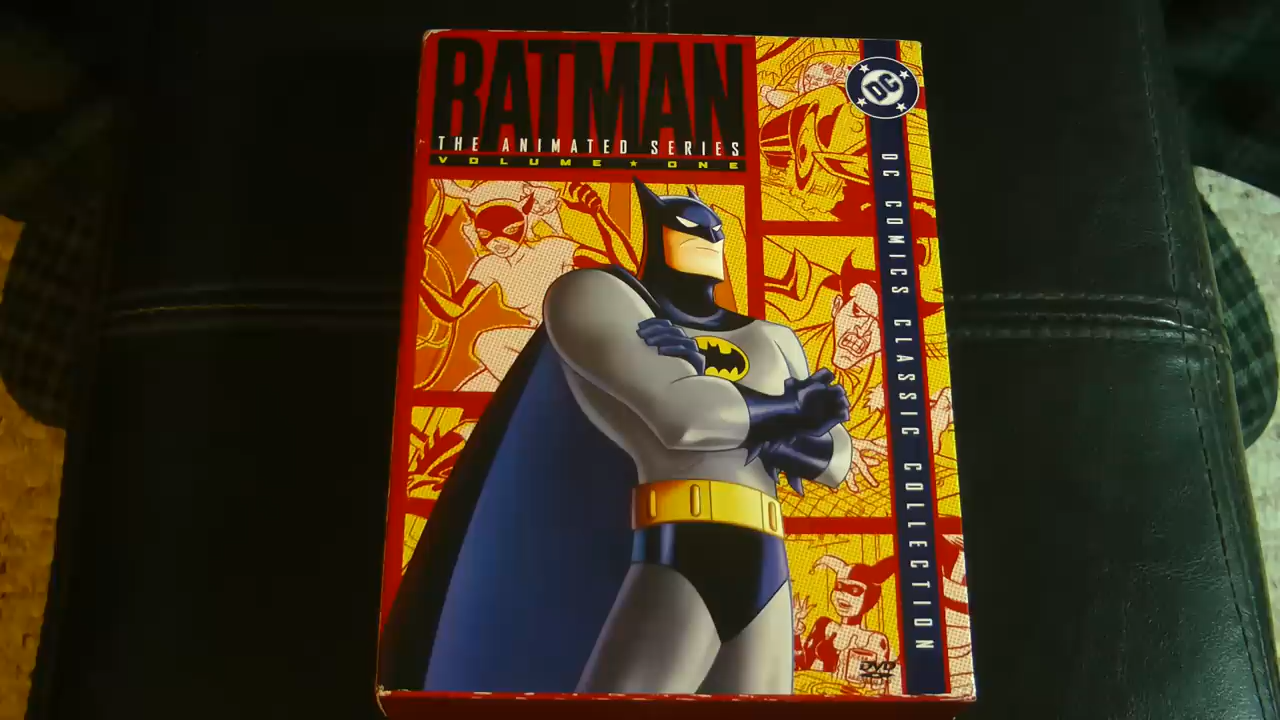 BATMAN
THE ANIMATED SERIES
VOLUME ★ ONE
DC
DC COMICS CLASSIC COLLECTION
DVD